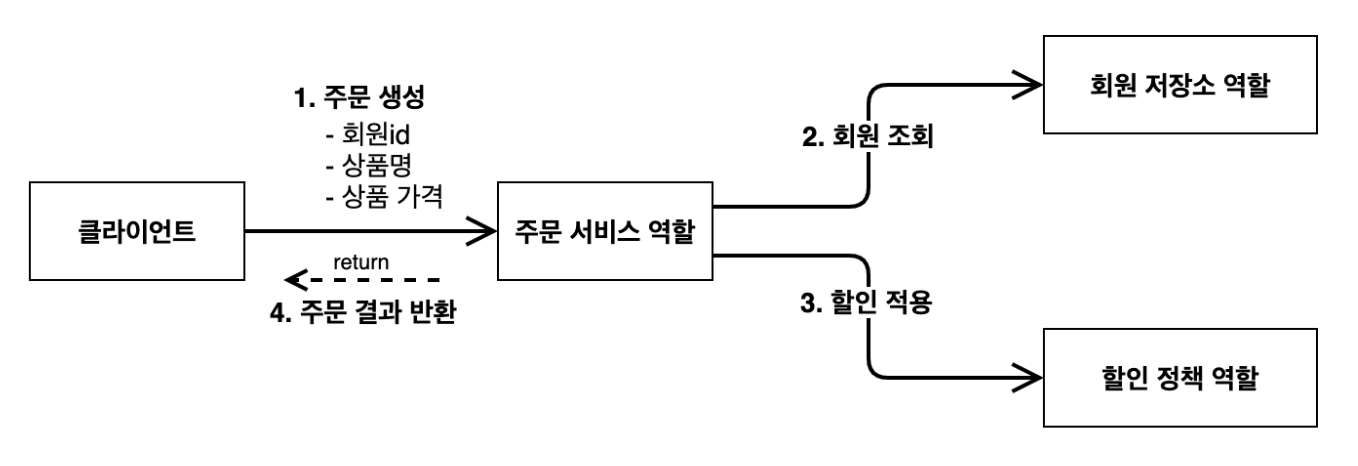 1. 주문 생성
- 회원id
- 상품명
- 상품 가격
클라이언트
주문 서비스 역할
return
4. 주문 결과 반환
2. 회원 조회
회원 저장소 역할
3. 할인 적용
할인 정책 역할